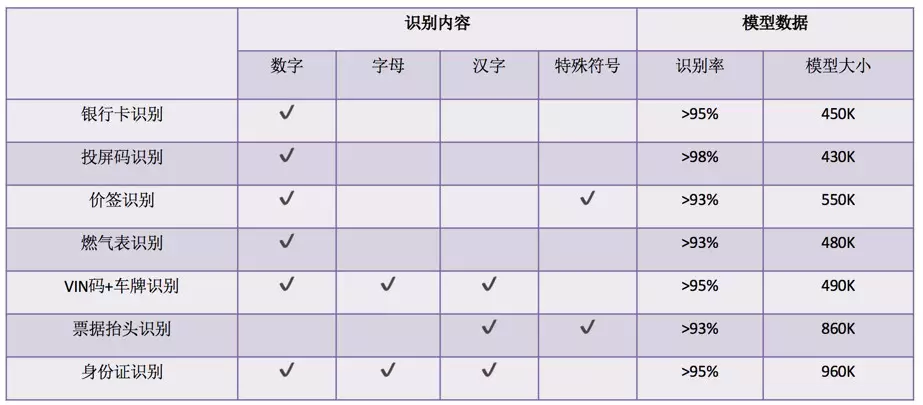 识别内容 模型数据
数字 字母 汉字 特殊符号 识别率 模型大小
银行卡识别 ✓ >95% 450K
投屏码识别 ✓ >98% 430K
价签识别 ✓ ✓ >93% 550K
燃气表识别 ✓ >93% 480K
VIN码+车牌识别 ✓ ✓ ✓ >95% 490K
票据抬头识别 ✓ ✓ >93% 860K
身份证识别 ✓ ✓ ✓ >95% 960K